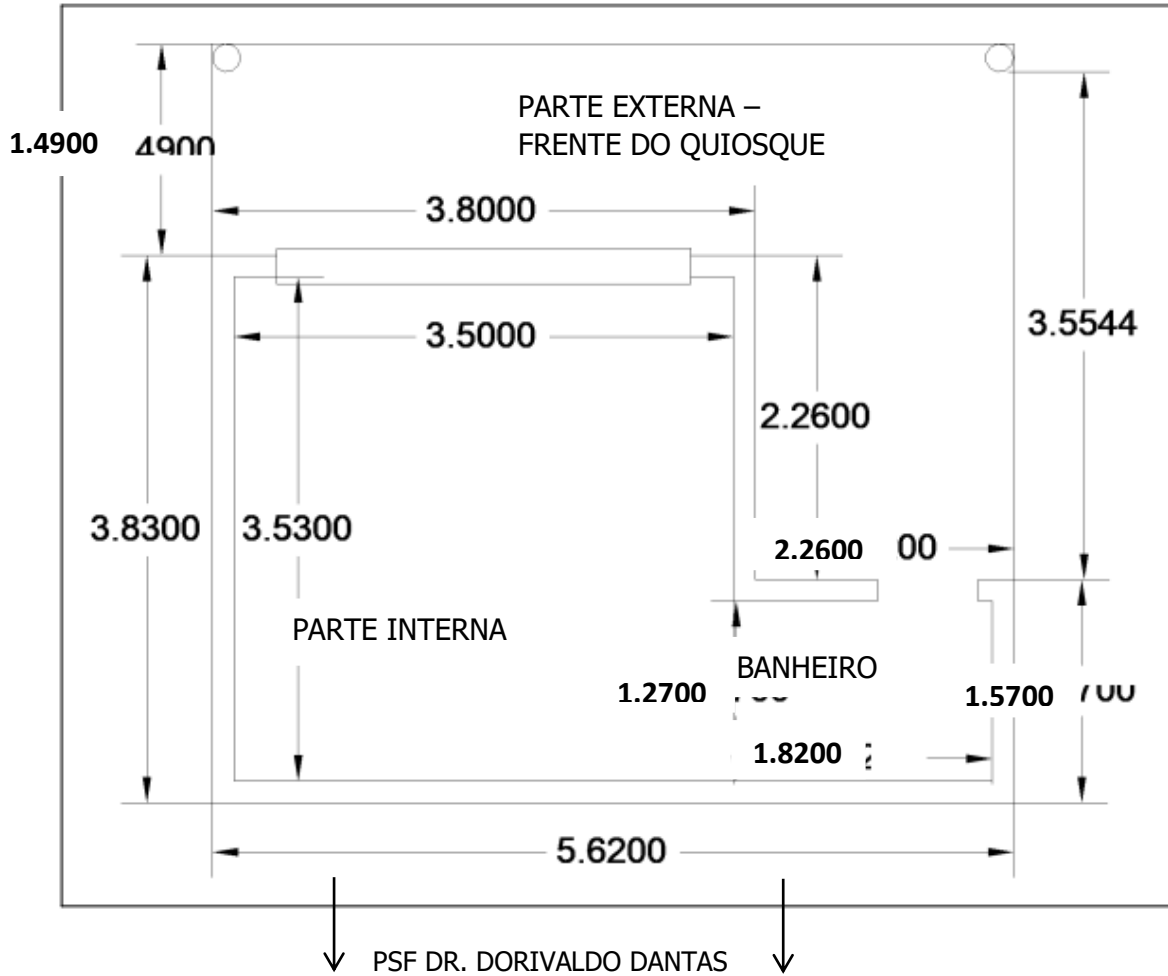 PARTE EXTERNA –
FRENTE DO QUIOSQUE
1.4900
3.8000
3.5000
3.5544
2.2600
3.8300
3.5300
2.2600 00
PARTE INTERNA
BANHEIRO
1.2700
1.5700
1.8200
5.6200
PSF DR. DORIVALDO DANTAS